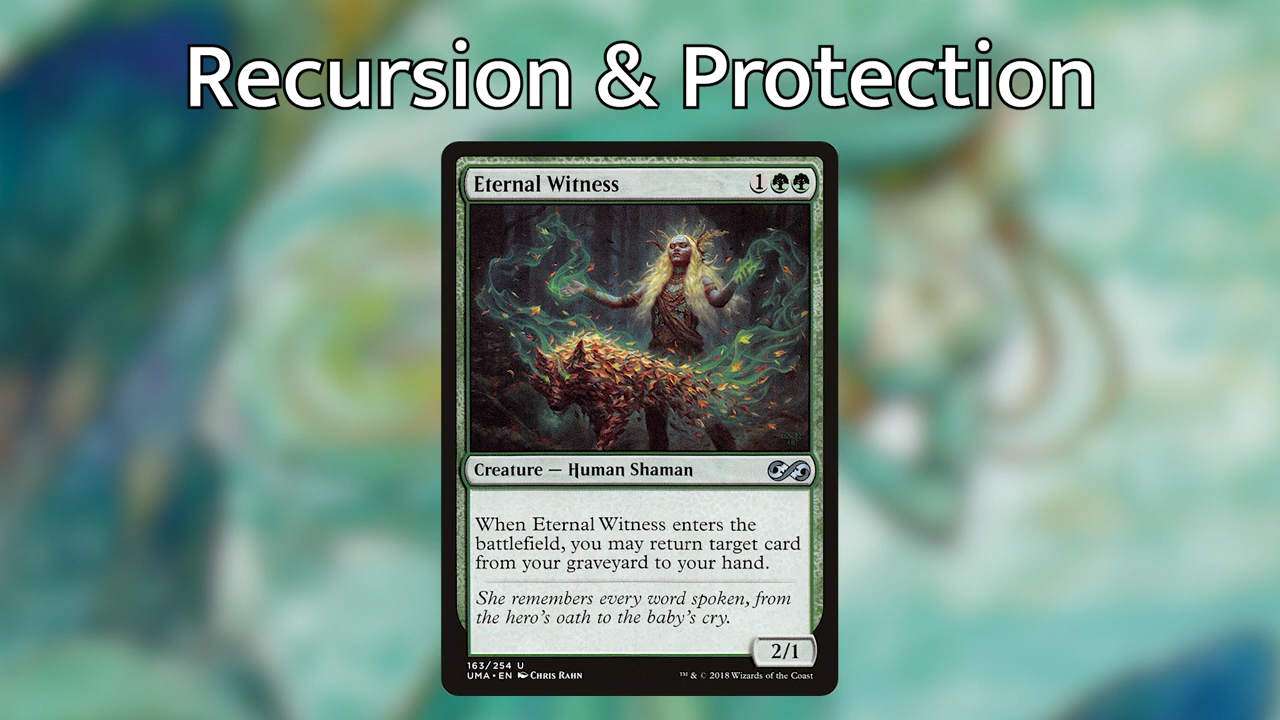 Recursion & Protection
Eternal Witness
1
Creature — Human Shaman
When Eternal Witness enters the
battlefield, you may return target card
from your graveyard to your hand.
She remembers every word spoken, from
the hero's oath to the baby's cry.
2/1
163/254 U
UMA • EN Chris Rahn
™ & © 2018 Wizards of the Coast